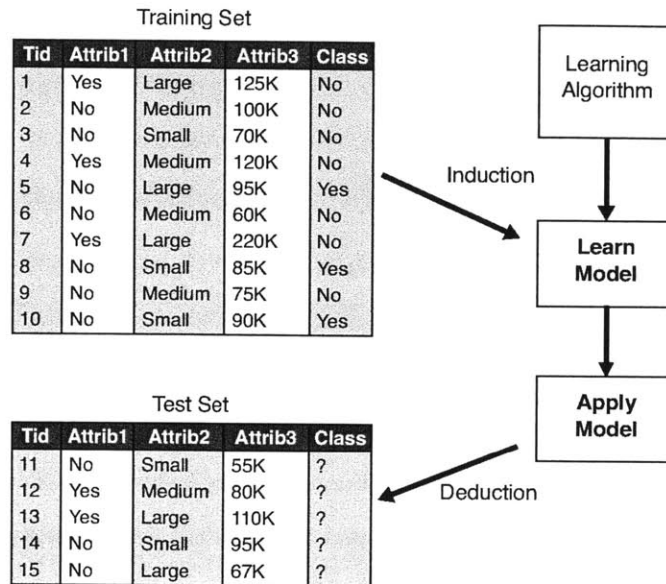 Training Set
Tid Attrib1 Attrib2 Attrib3 Class
1 Yes Large 125K No
2 No Medium 100K No
3 No Small 70K No
4 Yes Medium 120K No
5 No Large 95K Yes
6 No Medium 60K No
7 Yes Large 220K No
8 No Small 85K Yes
9 No Medium 75K No
10 No Small 90K Yes
Learning
Algorithm
Induction
Learn
Model
Apply
Model
Deduction
Test Set
Tid Attrib1 Attrib2 Attrib3 Class
11 No Small 55K ?
12 Yes Medium 80K ?
13 Yes Large 110K ?
14 No Small 95K ?
15 No Large 67K ?